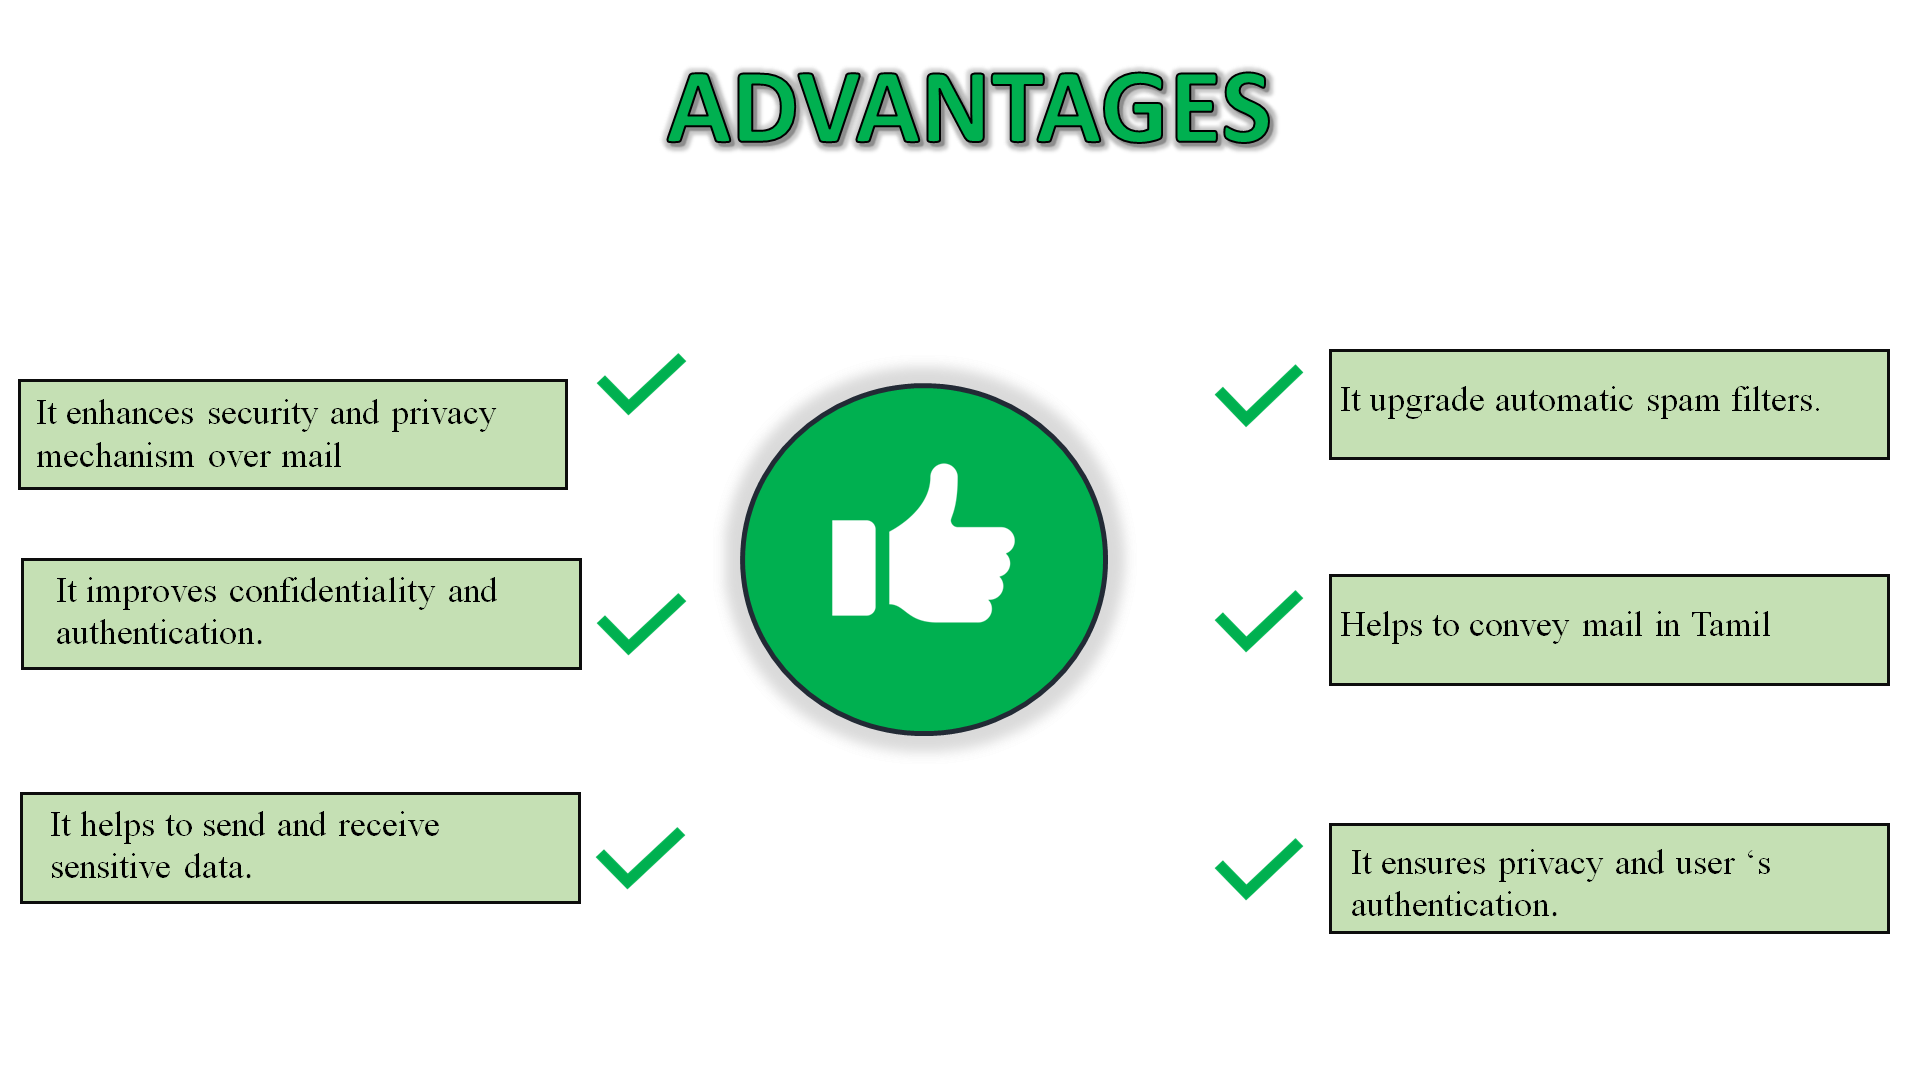 ADVANTAGES
It enhances security and privacy
mechanism over mail
It improves confidentiality and
authentication.
It helps to send and receive
sensitive data.
It upgrade automatic spam filters.
Helps to convey mail in Tamil
It ensures privacy and user ‘s
authentication.